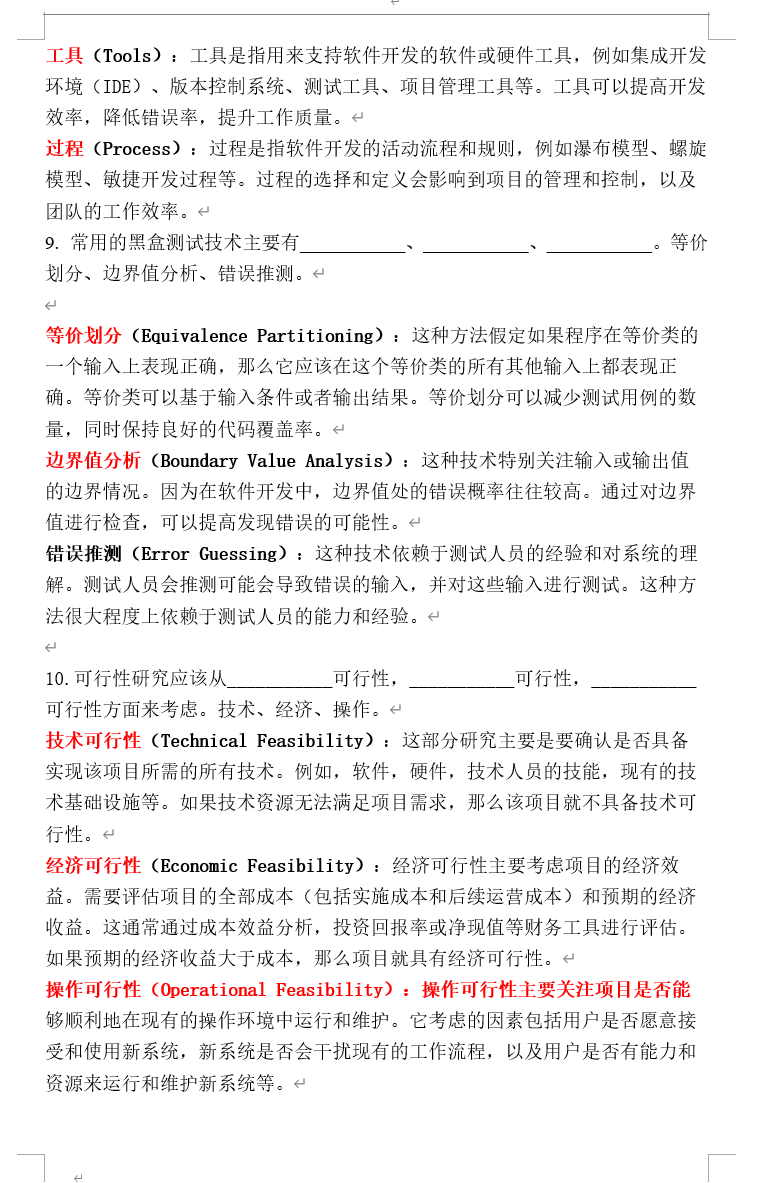 工具（Tools）：工具是指用来支持软件开发的软件或硬件工具，例如集成开发
环境（IDE）、版本控制系统、测试工具、项目管理工具等。工具可以提高开发
效率，降低错误率，提升工作质量。
过程（Process）：过程是指软件开发的活动流程和规则，例如瀑布模型、螺旋
模型、敏捷开发过程等。过程的选择和定义会影响到项目的管理和控制，以及
团队的工作效率。
9. 常用的黑盒测试技术主要有___________、___________、___________。等价
划分、边界值分析、错误推测。
等价划分（Equivalence Partitioning）：这种方法假定如果程序在等价类的
一个输入上表现正确，那么它应该在这个等价类的所有其他输入上都表现正
确。等价类可以基于输入条件或者输出结果。等价划分可以减少测试用例的数
量，同时保持良好的代码覆盖率。
边界值分析（Boundary Value Analysis）：这种技术特别关注输入或输出值
的边界情况。因为在软件开发中，边界值处的错误概率往往较高。通过对边界
值进行检查，可以提高发现错误的可能性。
错误推测（Error Guessing）：这种技术依赖于测试人员的经验和对系统的理
解。测试人员会推测可能会导致错误的输入，并对这些输入进行测试。这种方
法很大程度上依赖于测试人员的能力和经验。
10.可行性研究应该从___________可行性，___________可行性，___________
可行性方面来考虑。技术、经济、操作。
技术可行性（Technical Feasibility）：这部分研究主要是要确认是否具备
实现该项目所需的所有技术。例如，软件，硬件，技术人员的技能，现有的技
术基础设施等。如果技术资源无法满足项目需求，那么该项目就不具备技术可
行性。
经济可行性（Economic Feasibility）：经济可行性主要考虑项目的经济效
益。需要评估项目的全部成本（包括实施成本和后续运营成本）和预期的经济
收益。这通常通过成本效益分析，投资回报率或净现值等财务工具进行评估。
如果预期的经济收益大于成本，那么项目就具有经济可行性。
操作可行性（Operational Feasibility）：操作可行性主要关注项目是否能
够顺利地在现有的操作环境中运行和维护。它考虑的因素包括用户是否愿意接
受和使用新系统，新系统是否会干扰现有的工作流程，以及用户是否有能力和
资源来运行和维护新系统等。